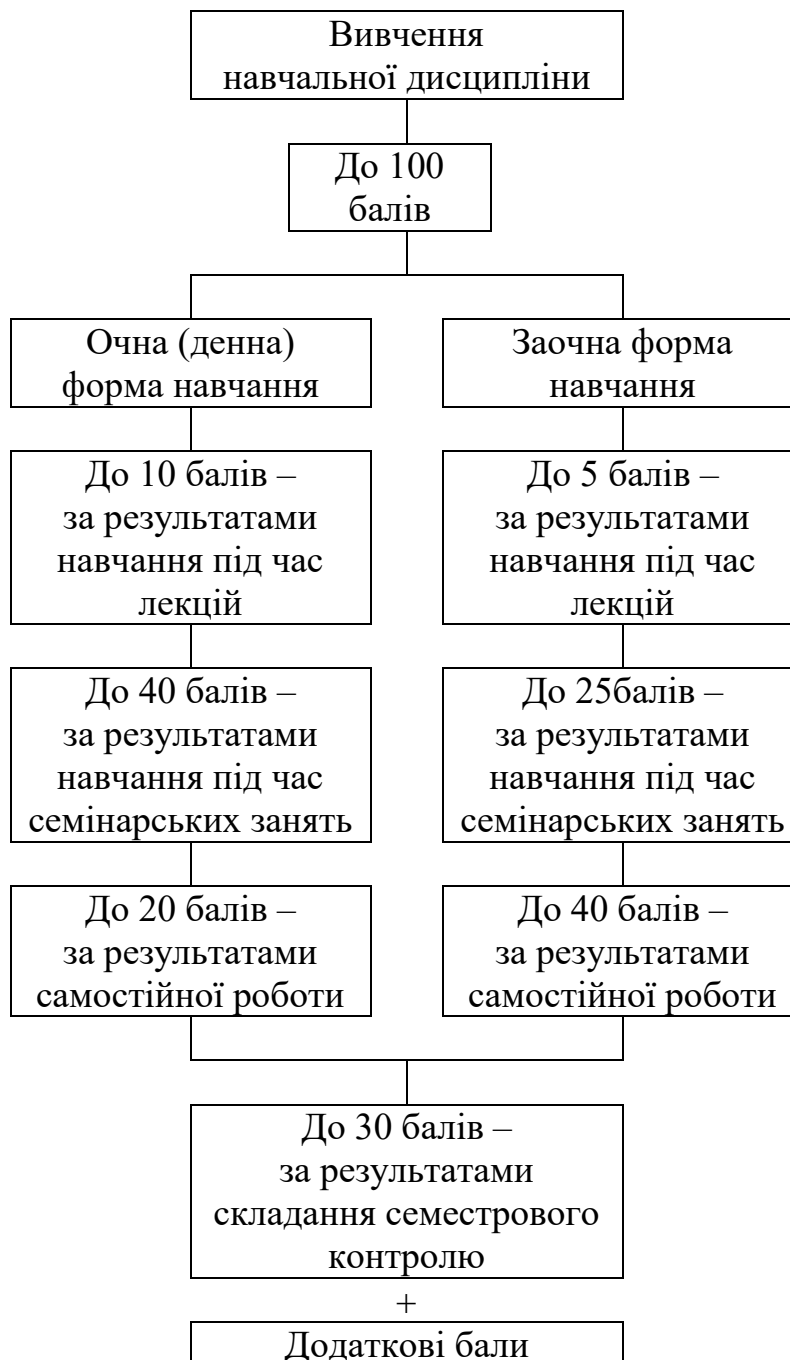 Вивчення
навчальної дисципліни
До 100
балів
Очна (денна)
форма навчання
Заочна форма
навчання
До 10 балів –
за результатами
навчання під час
лекцій
До 5 балів –
за результатами
навчання під час
лекцій
До 40 балів –
за результатами
навчання під час
семінарських занять
До 25балів –
за результатами
навчання під час
семінарських занять
До 20 балів –
за результатами
самостійної роботи
До 40 балів –
за результатами
самостійної роботи
До 30 балів –
за результатами
складання семестрового
контролю
+
Додаткові бали